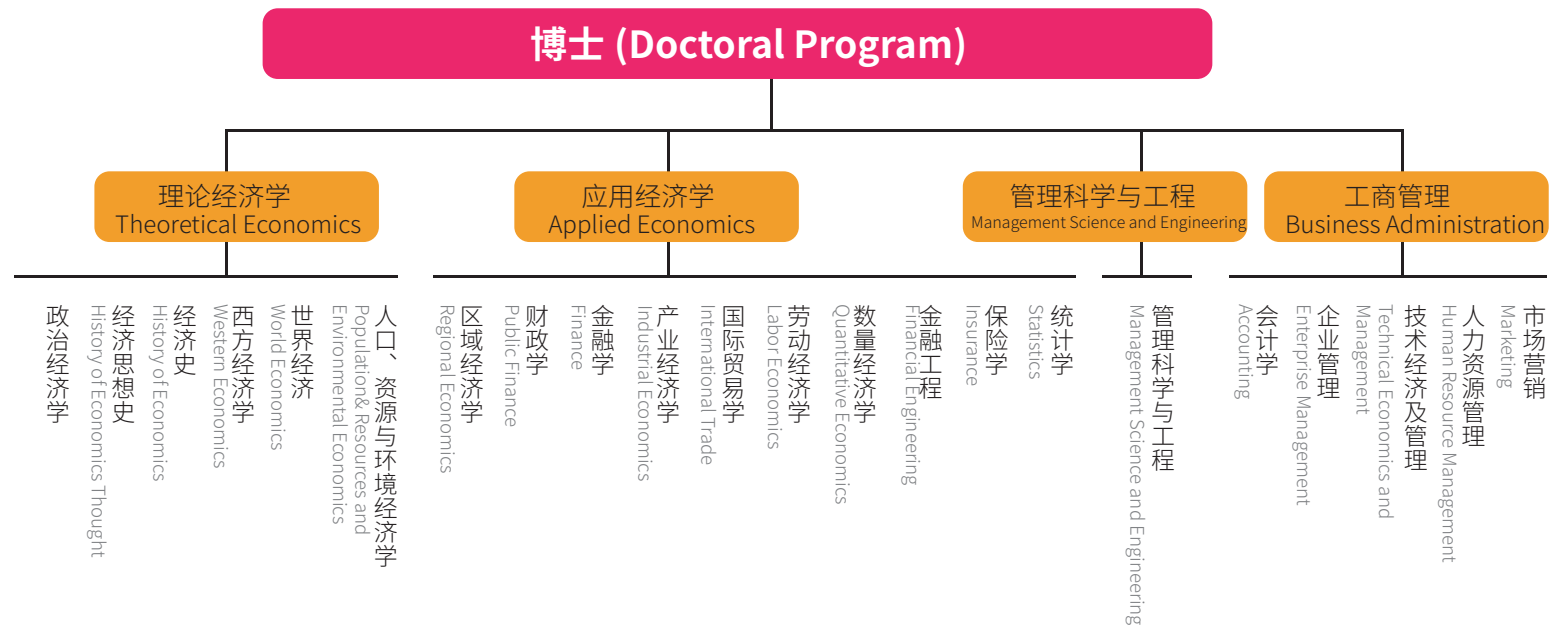 博士 (Doctoral Program)
理论经济学
Theoretical Economics
应用经济学
Applied Economics
管理科学与工程
Management Science and Engineering
工商管理
Business Administration
政治经济学
经济思想史
History of Economics Thought
经济史
History of Economics
西方经济学
Western Economics
世界经济
World Economics
人口、资源与环境经济学
Population& Resources and
Environmental Economics
区域经济学
Regional Economics
财政学
Public Finance
金融学
Finance
产业经济学
Industrial Economics
国际贸易学
International Trade
劳动经济学
Labor Economics
数量经济学
Quantitative Economics
金融工程
Financial Engineering
保险学
Insurance
统计学
Statistics
管理科学与工程
Management Science and Engineering
会计学
Accounting
企业管理
Enterprise Management
技术经济及管理
Technical Economics and
Management
人力资源管理
Human Resource Management
市场营销
Marketing